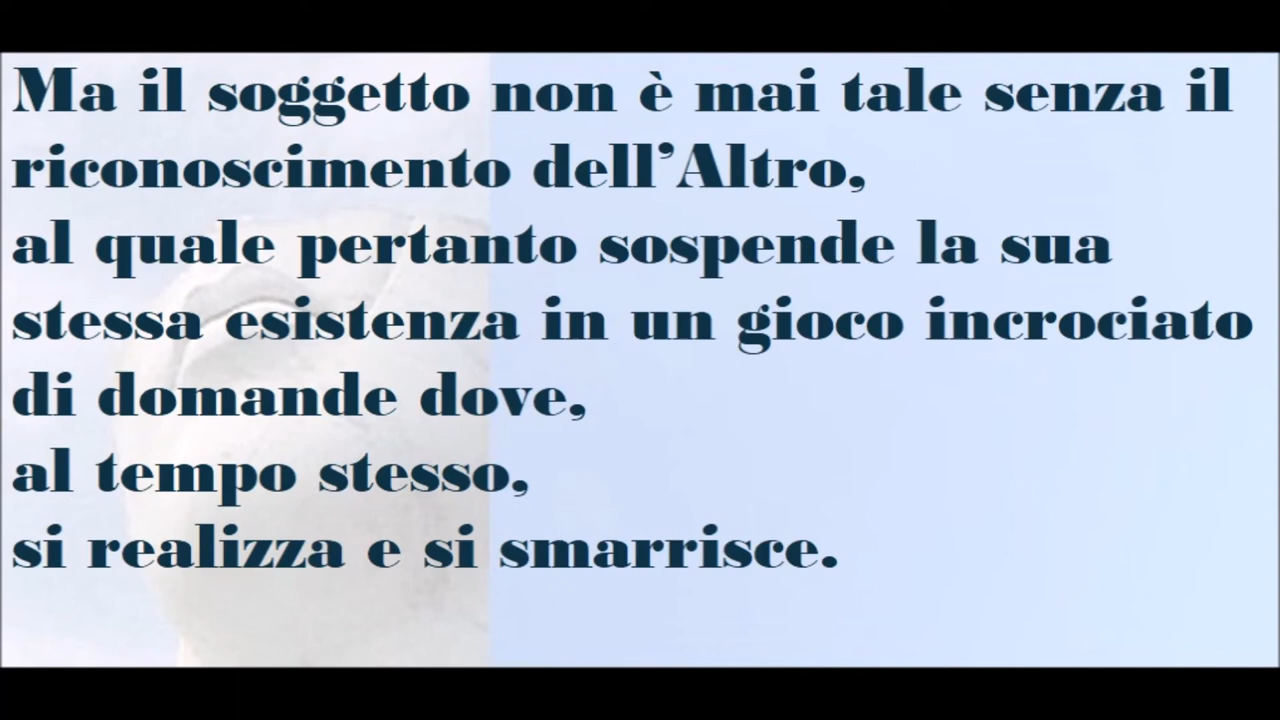 Ma il soggetto non è mai tale senza il
riconoscimento dell’Altro,
al quale pertanto sospende la sua
stessa esistenza in un gioco incrociato
di domande dove,
al tempo stesso,
si realizza e si smarrisce.